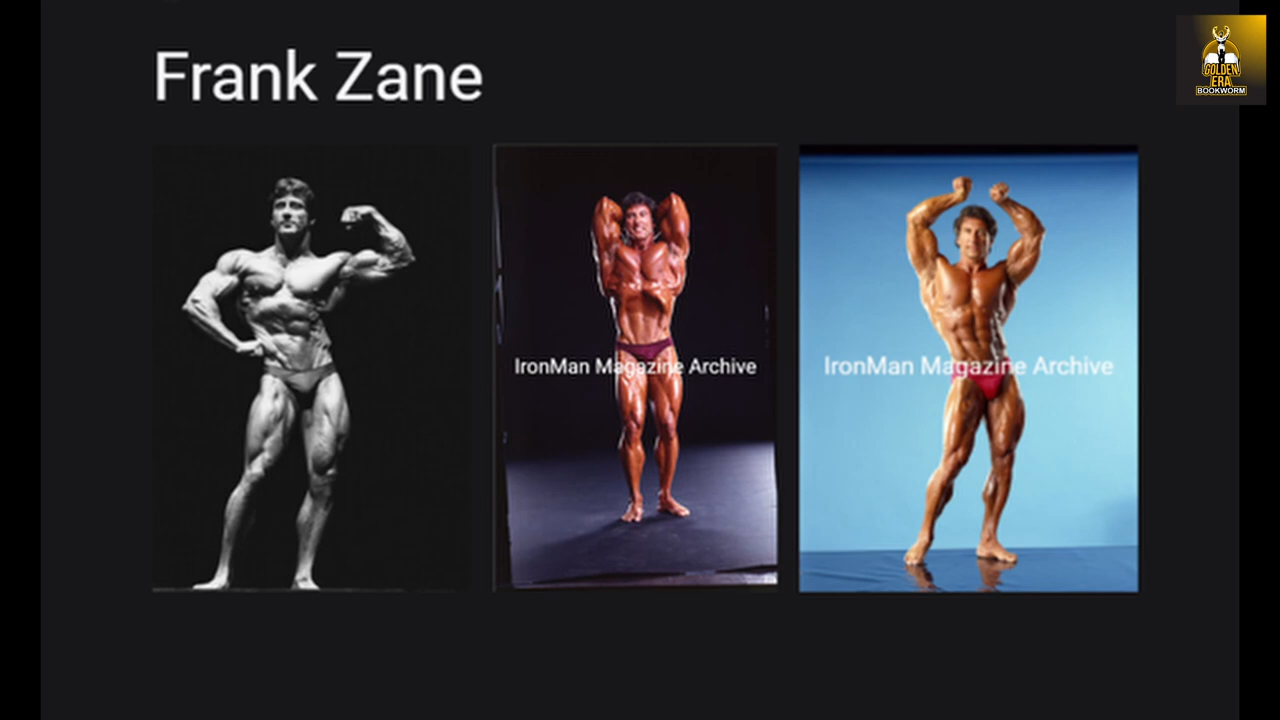 Frank Zane
GOLDEN
ERA
BOOKWORM
IronMan Magazine Archive
IronMan Magazine Archive